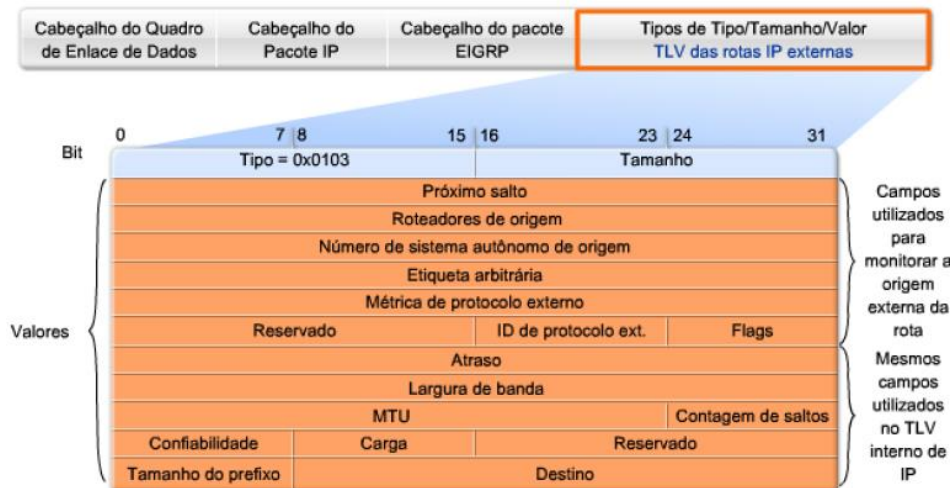 Cabeçalho do Quadro
de Enlace de Dados
Cabeçalho do
Pacote IP
Cabeçalho do pacote
EIGRP
Tipos de Tipo/Tamanho/Valor
TLV das rotas IP externas
Bit
0 7 8 15 16 23 24 31
Tipo = 0x0103 Tamanho
Valores
Próximo salto
Roteadores de origem
Número de sistema autônomo de origem
Etiqueta arbitrária
Métrica de protocolo externo
Reservado ID de protocolo ext. Flags
Campos
utilizados
para
monitorar a
origem
externa da
rota
Atraso
Largura de banda
MTU Contagem de saltos
Confiabilidade Carga Reservado
Tamanho do prefixo Destino
Mesmos
campos
utilizados
no TLV
interno de
IP